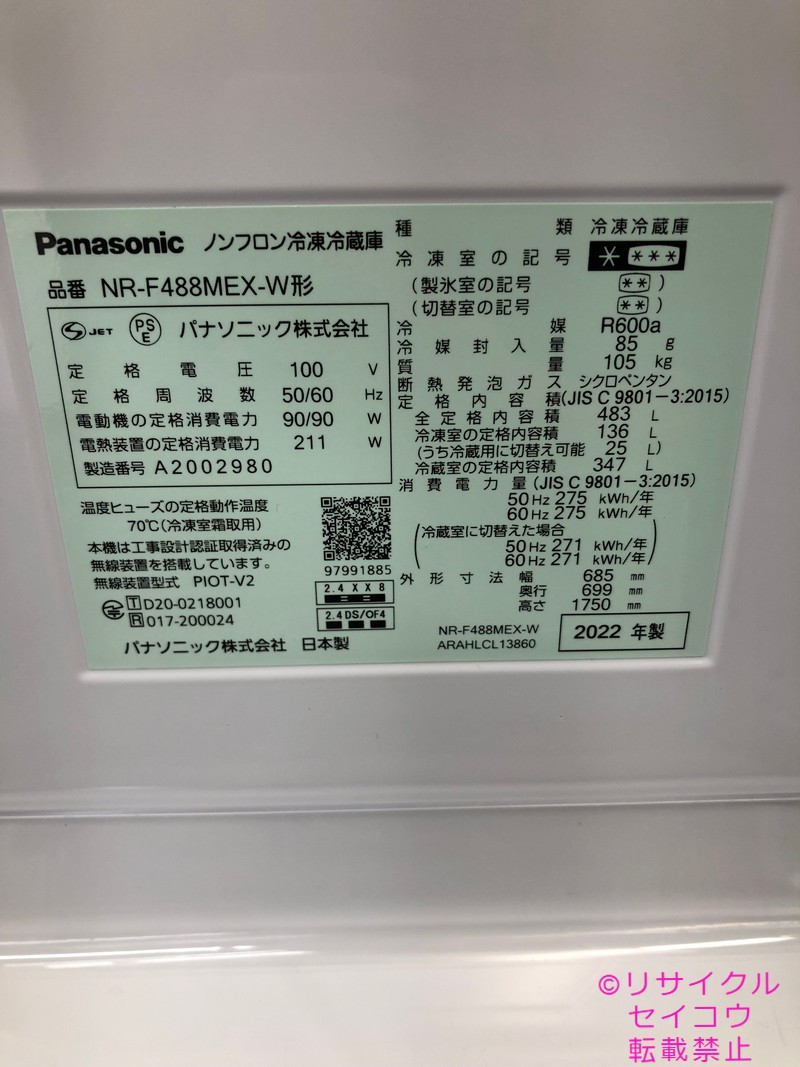 Panasonic ノンフロン冷凍冷蔵庫
品番 NR-F488MEX-W形
JET PSE パナソニック株式会社
定格電圧 100 V
定格周波数 50/60 Hz
電動機の定格消費電力 90/90 W
電熱装置の定格消費電力 211 W
製造番号 A2002980
温度ヒューズの定格動作温度
70℃(冷凍室霜取用)
本機は工事設計認証取得済みの
無線装置を搭載しています。
無線装置型式 PIOT-V2
T D20-0218001
R 017-200024
97991885
2.4XX8
2.4DS/OF4
パナソニック株式会社 日本製
種類 冷凍冷蔵庫
冷凍室の記号 * ***
(製氷室の記号 ** )
(切替室の記号 ** )
冷媒 R600a
冷媒封入量 85 g
質量 105 kg
断熱発泡ガス シクロペンタン
定格内容積(JIS C 9801-3:2015)
全定格内容積 483 L
冷凍室の定格内容積 136 L
(うち冷蔵用に切替え可能 25 L)
冷蔵室の定格内容積 347 L
消費電力量(JIS C 9801-3:2015)
50Hz 275 kWh/年
60Hz 275 kWh/年
(冷蔵室に切替えた場合
50Hz 271 kWh/年
60Hz 271 kWh/年)
外形寸法 幅 685 mm
奥行 699 mm
高さ 1750 mm
NR-F488MEX-W
ARAHLCL13860
2022 年製
©リサイクル
セイコウ
転載禁止